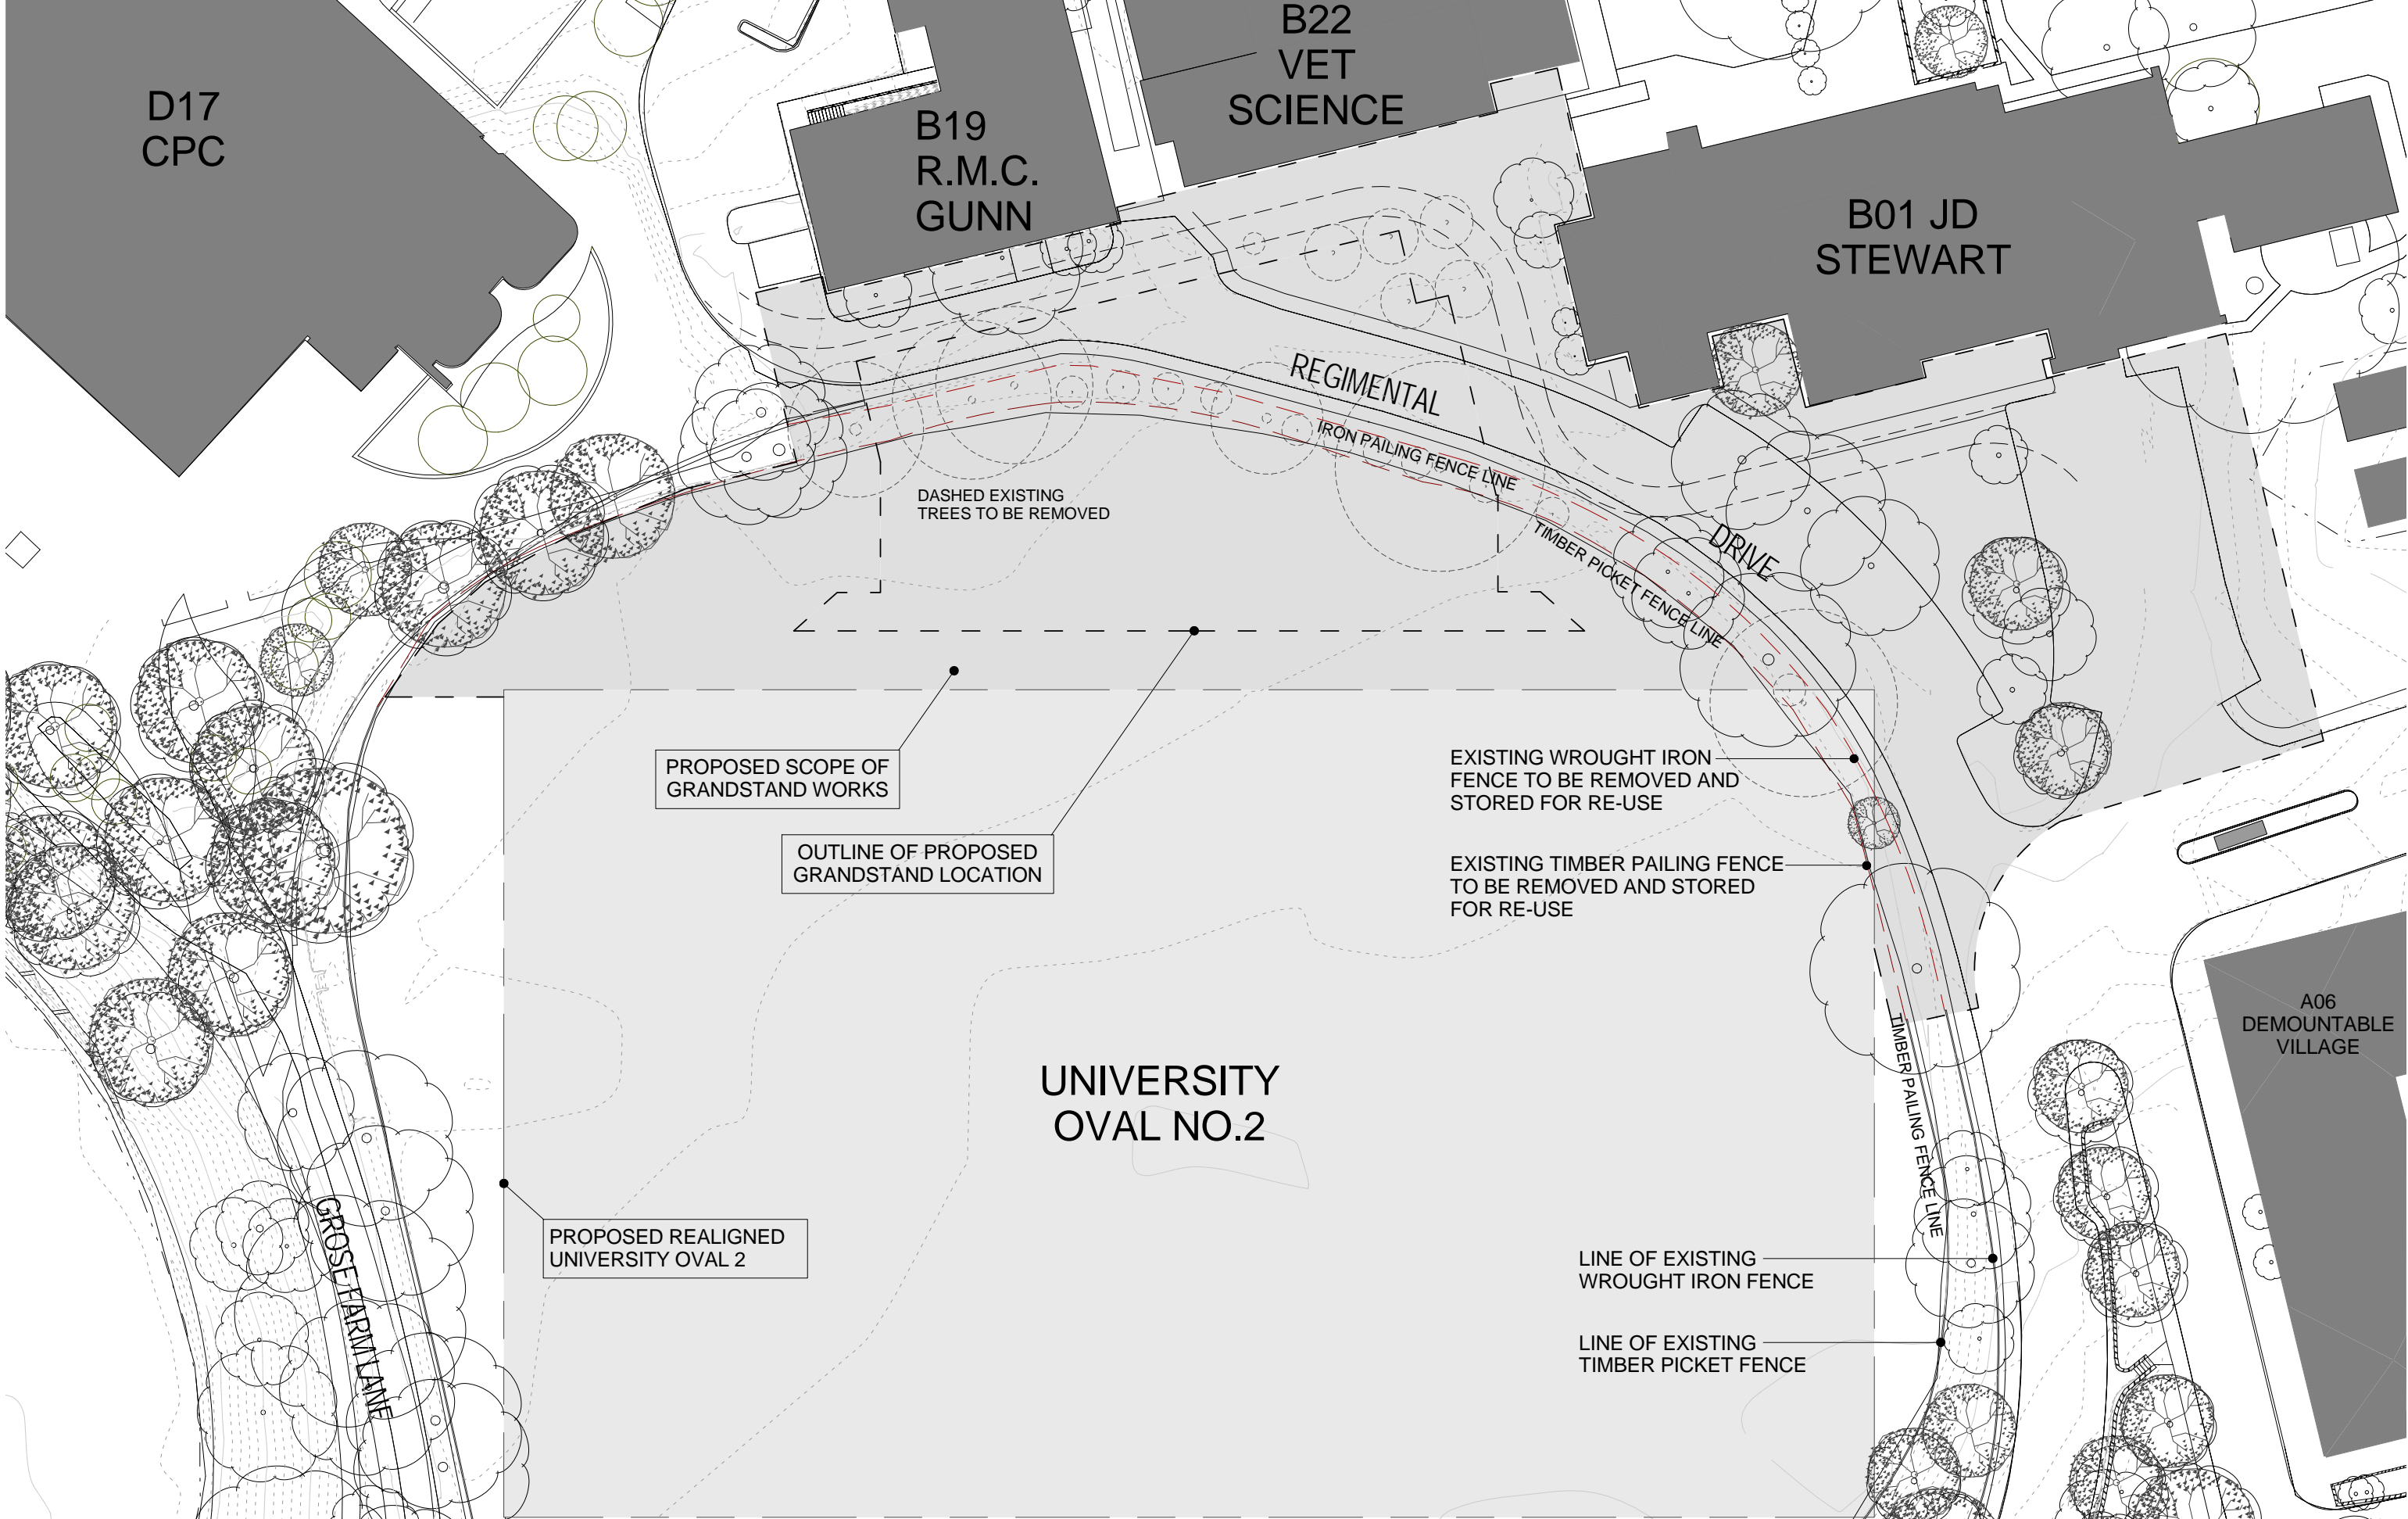 B22
VET
SCIENCE
D17
CPC
B19
R.M.C.
GUNN
B01 JD
STEWART
REGIMENTAL
IRON PAILING FENCE LINE
DASHED EXISTING
TREES TO BE REMOVED
DRIVE
TIMBER PICKET FENCE LINE
PROPOSED SCOPE OF
GRANDSTAND WORKS
EXISTING WROUGHT IRON
FENCE TO BE REMOVED AND
STORED FOR RE-USE
OUTLINE OF PROPOSED
GRANDSTAND LOCATION
EXISTING TIMBER PAILING FENCE
TO BE REMOVED AND STORED
FOR RE-USE
A06
DEMOUNTABLE
VILLAGE
TIMBER PAILING FENCE LINE
UNIVERSITY
OVAL NO.2
GROSE FARM LANE
PROPOSED REALIGNED
UNIVERSITY OVAL 2
LINE OF EXISTING
WROUGHT IRON FENCE
LINE OF EXISTING
TIMBER PICKET FENCE